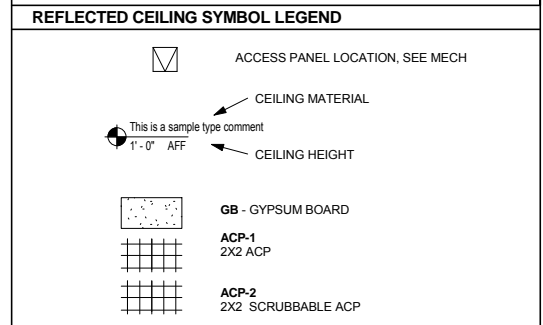 REFLECTED CEILING SYMBOL LEGEND
ACCESS PANEL LOCATION, SEE MECH
CEILING MATERIAL
This is a sample type comment
1' - 0" AFF
CEILING HEIGHT
GB - GYPSUM BOARD
ACP-1
2X2 ACP
ACP-2
2X2 SCRUBBABLE ACP